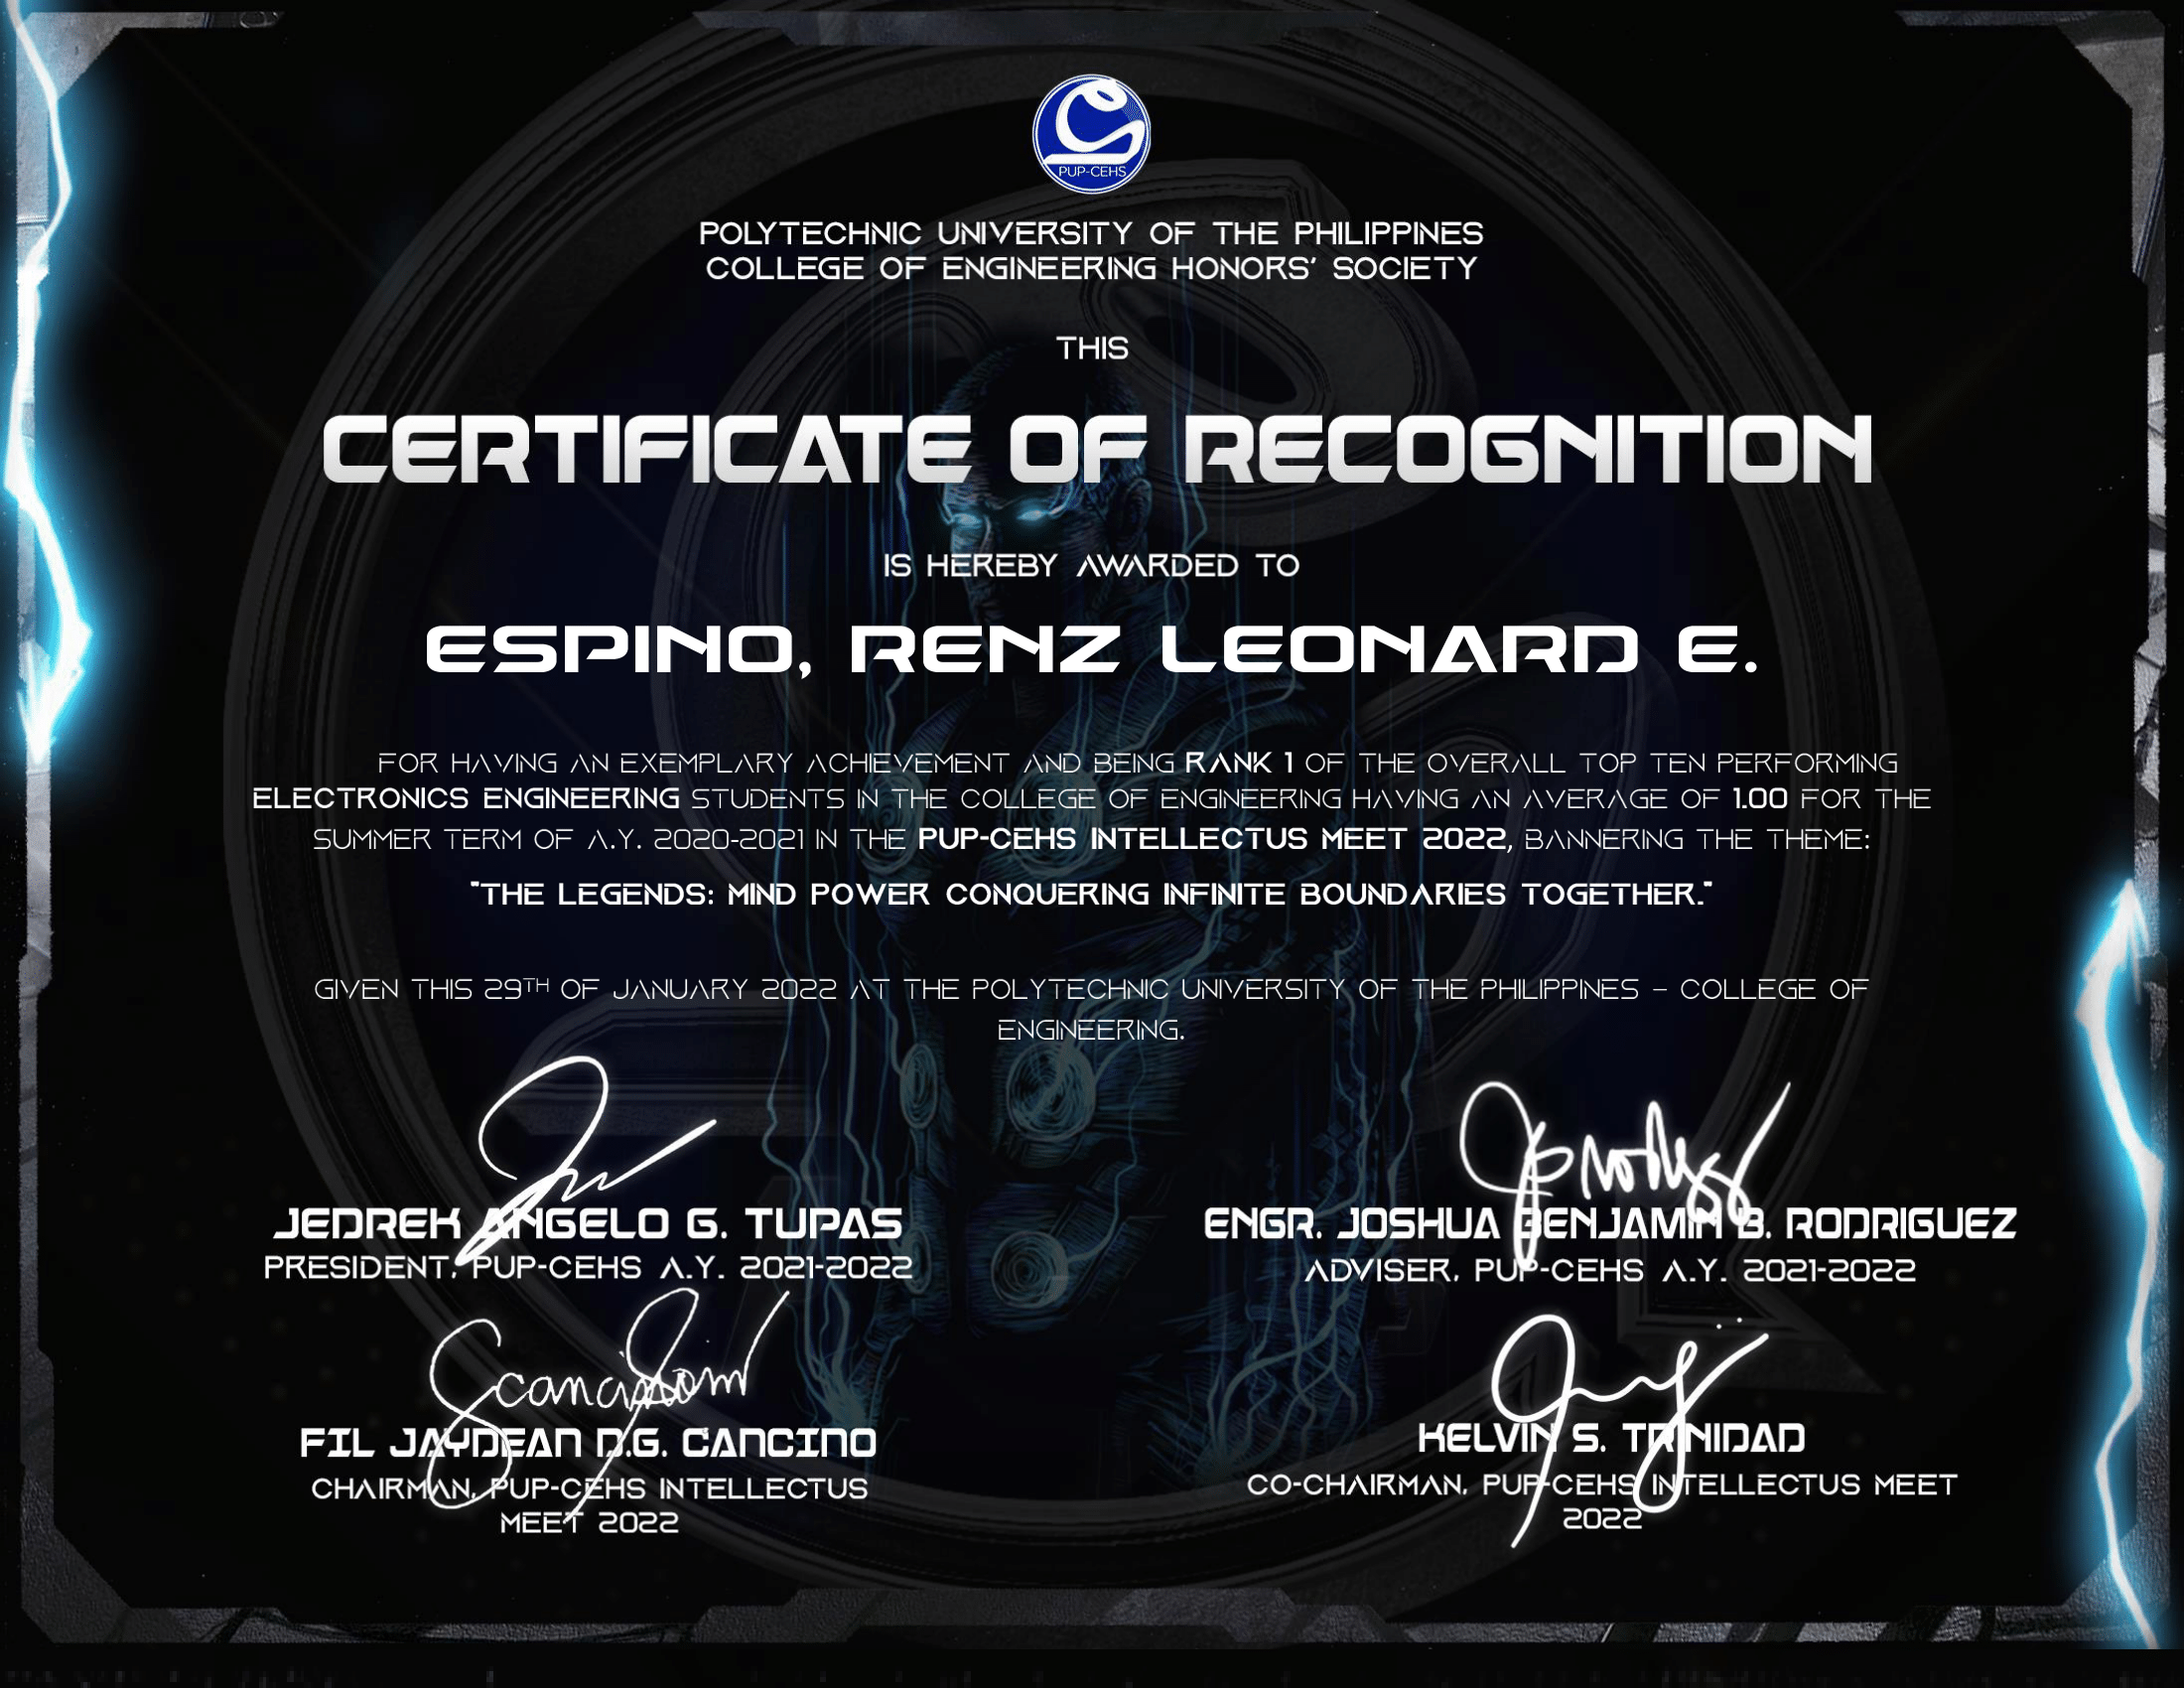 PUP-CEHS
POLYTECHNIC UNIVERSITY OF THE PHILIPPINES
COLLEGE OF ENGINEERING HONORS' SOCIETY
THIS
CERTIFICATE OF RECOGNITION
IS HEREBY AWARDED TO
ESPINO, RENZ LEONARD E.
FOR HAVING AN EXEMPLARY ACHIEVEMENT AND BEING RANK 1 OF THE OVERALL TOP TEN PERFORMING
ELECTRONICS ENGINEERING STUDENTS IN THE COLLEGE OF ENGINEERING HAVING AN AVERAGE OF 1.00 FOR THE
SUMMER TERM OF A.Y. 2020-2021 IN THE PUP-CEHS INTELLECTUS MEET 2022, BANNERING THE THEME:
"THE LEGENDS: MIND POWER CONQUERING INFINITE BOUNDARIES TOGETHER."
GIVEN THIS 29TH OF JANUARY 2022 AT THE POLYTECHNIC UNIVERSITY OF THE PHILIPPINES – COLLEGE OF
ENGINEERING.
JEDREK ANGELO G. TUPAS
PRESIDENT, PUP-CEHS A.Y. 2021-2022
ENGR. JOSHUA BENJAMIN B. RODRIGUEZ
ADVISER, PUP-CEHS A.Y. 2021-2022
FIL JAYDEAN D.G. CANCINO
CHAIRMAN, PUP-CEHS INTELLECTUS
MEET 2022
KELVIN S. TRINIDAD
CO-CHAIRMAN, PUP-CEHS INTELLECTUS MEET
2022